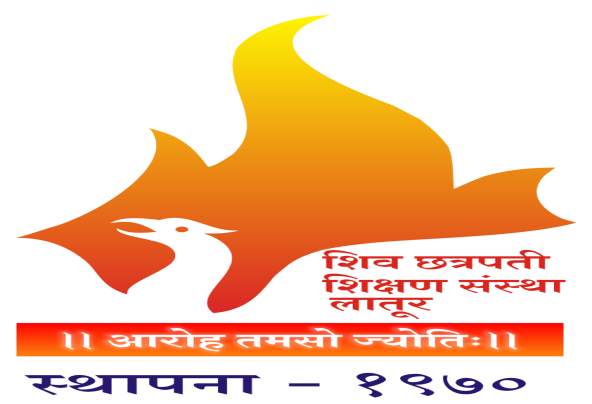 शिव छत्रपती
शिक्षण संस्था
लातूर
।। आरोह तमसो ज्योतिः।।
स्थापना - १९७०